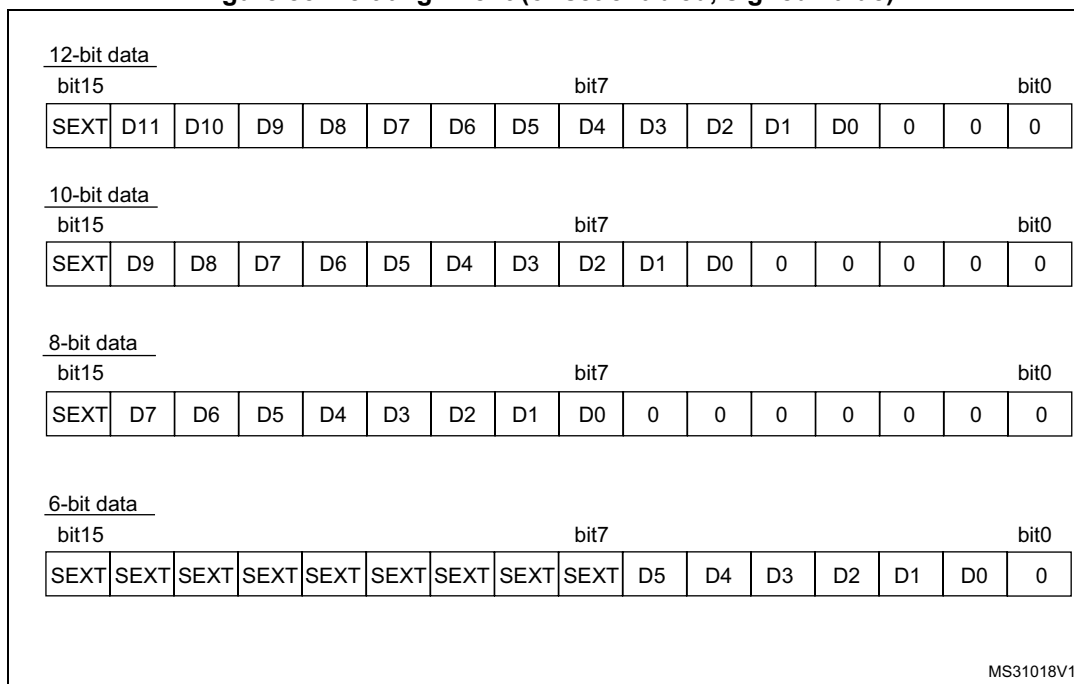 12-bit data
bit15 bit7 bit0
SEXT D11 D10 D9 D8 D7 D6 D5 D4 D3 D2 D1 D0 0 0 0
10-bit data
bit15 bit7 bit0
SEXT D9 D8 D7 D6 D5 D4 D3 D2 D1 D0 0 0 0 0 0
8-bit data
bit15 bit7 bit0
SEXT D7 D6 D5 D4 D3 D2 D1 D0 0 0 0 0 0 0 0
6-bit data
bit15 bit7 bit0
SEXT SEXT SEXT SEXT SEXT SEXT SEXT SEXT SEXT D5 D4 D3 D2 D1 D0 0
MS31018V1